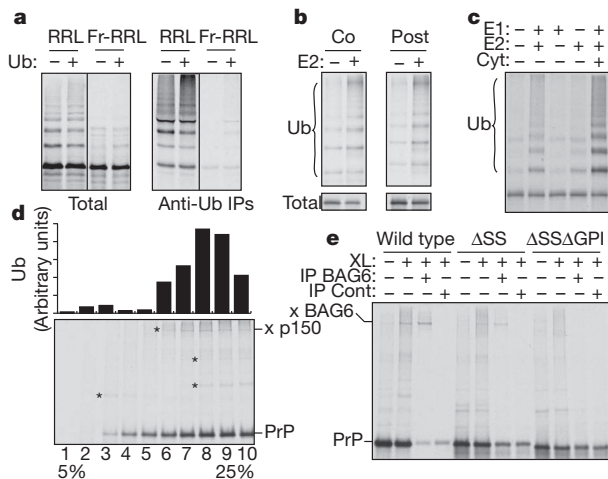 a
RRL Fr-RRL RRL Fr-RRL
Ub: – + – + – + – +
Total Anti-Ub IPs
b
Co Post
E2: – + – +
Ub
Total
c
E1: – + + – +
E2: – + – + +
Cyt: – – – – +
Ub
d
Ub
(Arbitrary units)
* x p150
*
*
*
PrP
1 2 3 4 5 6 7 8 9 10
5% 25%
e
Wild type ΔSS ΔSSΔGPI
XL: – + + + – + + + – + + +
IP BAG6: – – + – – – + – – – + –
IP Cont: – – – + – – – + – – – +
x BAG6
PrP